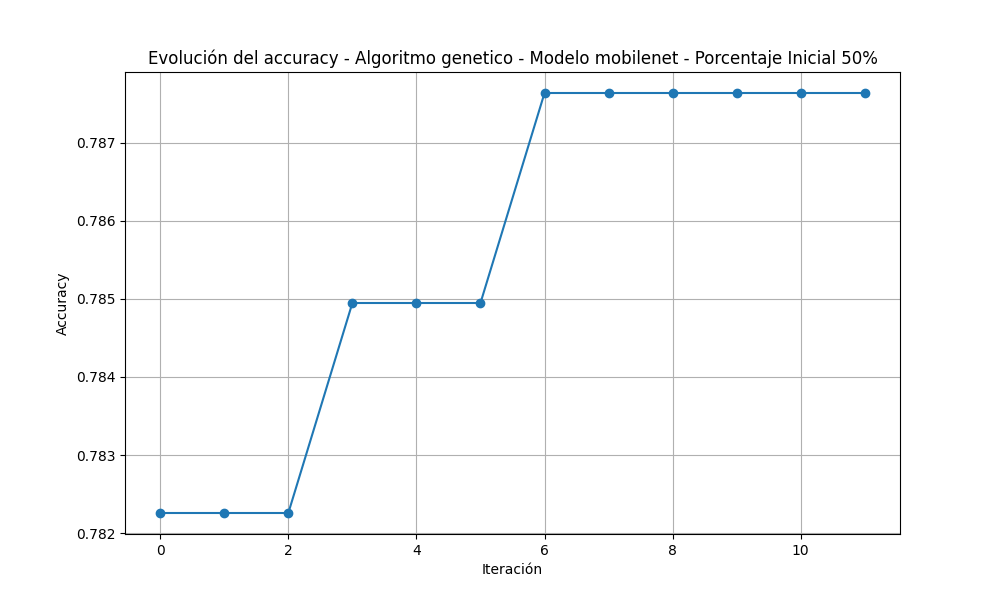 Evolución del accuracy - Algoritmo genetico - Modelo mobilenet - Porcentaje Inicial 50%
0.787
0.786
0.785
0.784
0.783
0.782
Accuracy
0 2 4 6 8 10
Iteración